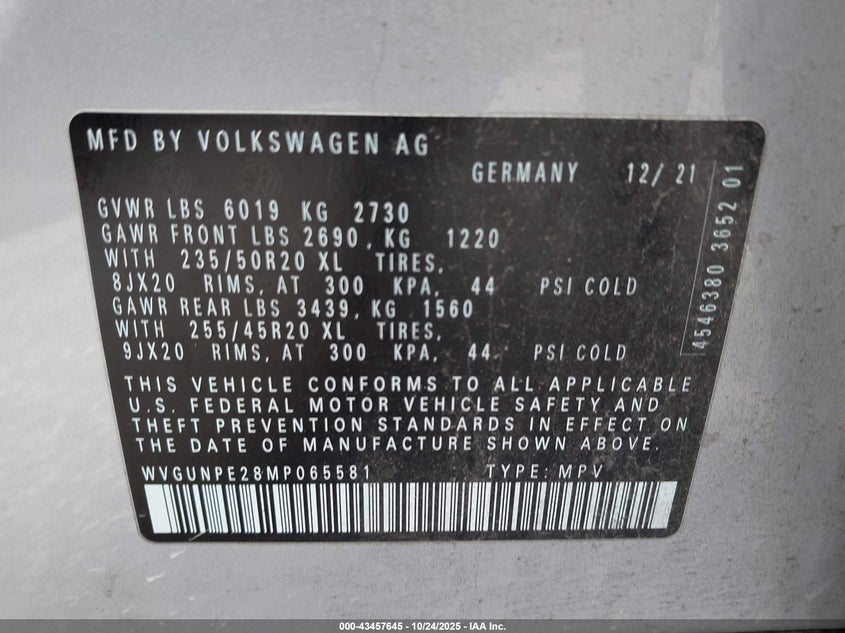 MFD BY VOLKSWAGEN AG
GERMANY 12/ 21
GVWR LBS 6019 KG 2730
GAWR FRONT LBS 2690, KG 1220
WITH 235/50R20 XL TIRES,
8JX20 RIMS, AT 300 KPA, 44 PSI COLD
GAWR REAR LBS 3439, KG 1560
WITH 255/45R20 XL TIRES,
9JX20 RIMS, AT 300 KPA, 44 PSI COLD
THIS VEHICLE CONFORMS TO ALL APPLICABLE
U.S. FEDERAL MOTOR VEHICLE SAFETY AND
THEFT PREVENTION STANDARDS IN EFFECT ON
THE DATE OF MANUFACTURE SHOWN ABOVE.
WVGUNPE28MP065581 TYPE: MPV
4546380 3652 01
000-43457645 - 10/24/2025 - IAA Inc.